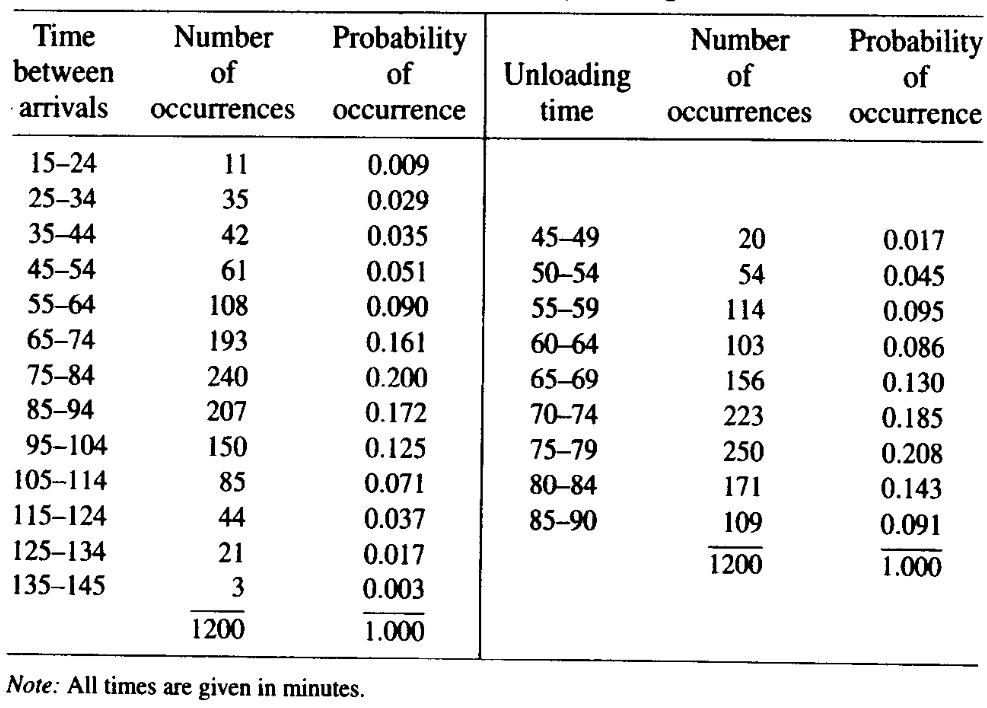 Time Number Probability Number Probability
between of of Unloading of of
arrivals occurrences occurrence time occurrences occurrence
15–24 11 0.009
25–34 35 0.029
35–44 42 0.035 45–49 20 0.017
45–54 61 0.051 50–54 54 0.045
55–64 108 0.090 55–59 114 0.095
65–74 193 0.161 60–64 103 0.086
75–84 240 0.200 65–69 156 0.130
85–94 207 0.172 70–74 223 0.185
95–104 150 0.125 75–79 250 0.208
105–114 85 0.071 80–84 171 0.143
115–124 44 0.037 85–90 109 0.091
125–134 21 0.017 1200 1.000
135–145 3 0.003
1200 1.000
Note: All times are given in minutes.